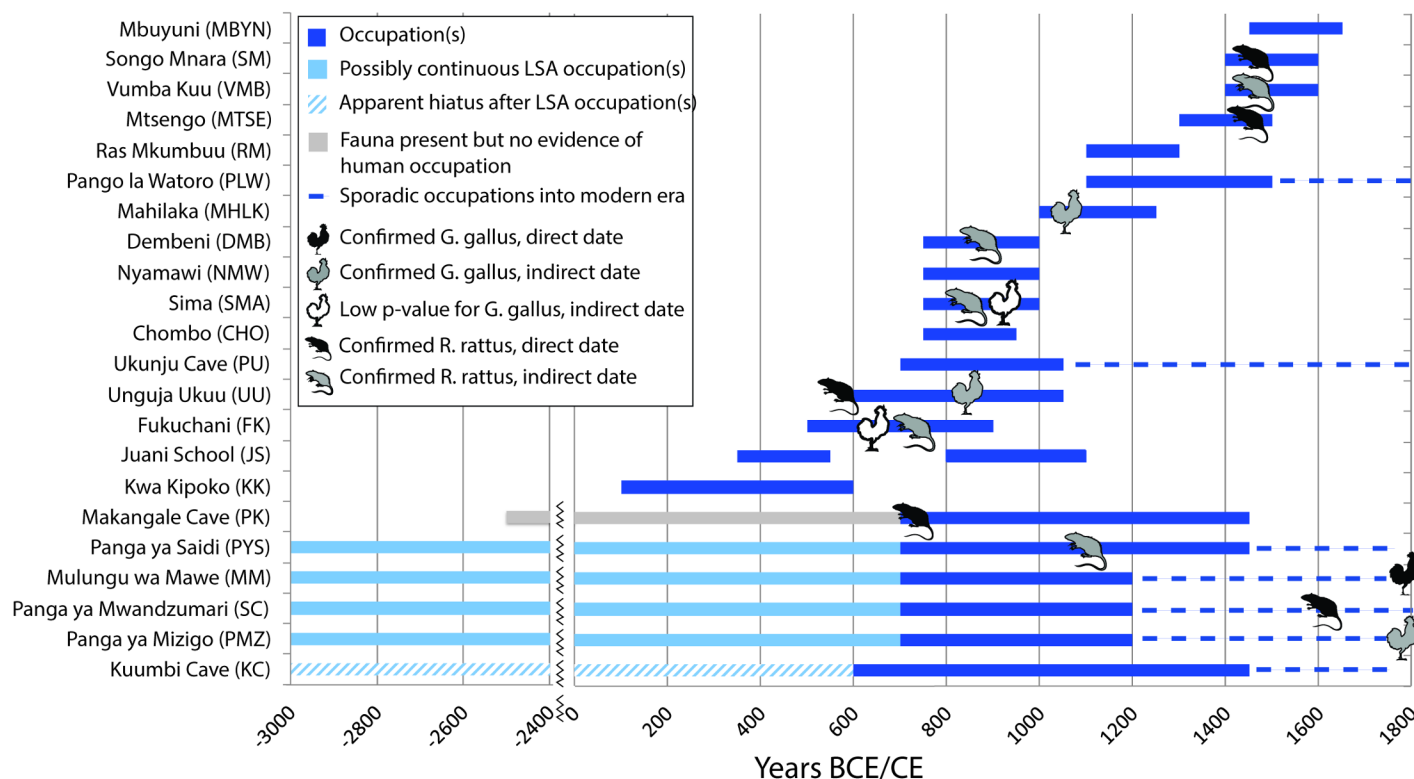 Mbuyuni (MBYN)
Songo Mnara (SM)
Vumba Kuu (VMB)
Mtsengo (MTSE)
Ras Mkumbuu (RM)
Pango la Watoro (PLW)
Mahilaka (MHLK)
Dembeni (DMB)
Nyamawi (NMW)
Sima (SMA)
Chombo (CHO)
Ukunju Cave (PU)
Unguja Ukuu (UU)
Fukuchani (FK)
Juani School (JS)
Kwa Kipoko (KK)
Makangale Cave (PK)
Panga ya Saidi (PYS)
Mulungu wa Mawe (MM)
Panga ya Mwandzumari (SC)
Panga ya Mizigo (PMZ)
Kuumbi Cave (KC)
Occupation(s)
Possibly continuous LSA occupation(s)
Apparent hiatus after LSA occupation(s)
Fauna present but no evidence of
human occupation
Sporadic occupations into modern era
Confirmed G. gallus, direct date
Confirmed G. gallus, indirect date
Low p-value for G. gallus, indirect date
Confirmed R. rattus, direct date
Confirmed R. rattus, indirect date
-3000
-2800
-2600
-2400
0
200
400
600
800
1000
1200
1400
1600
1800
Years BCE/CE